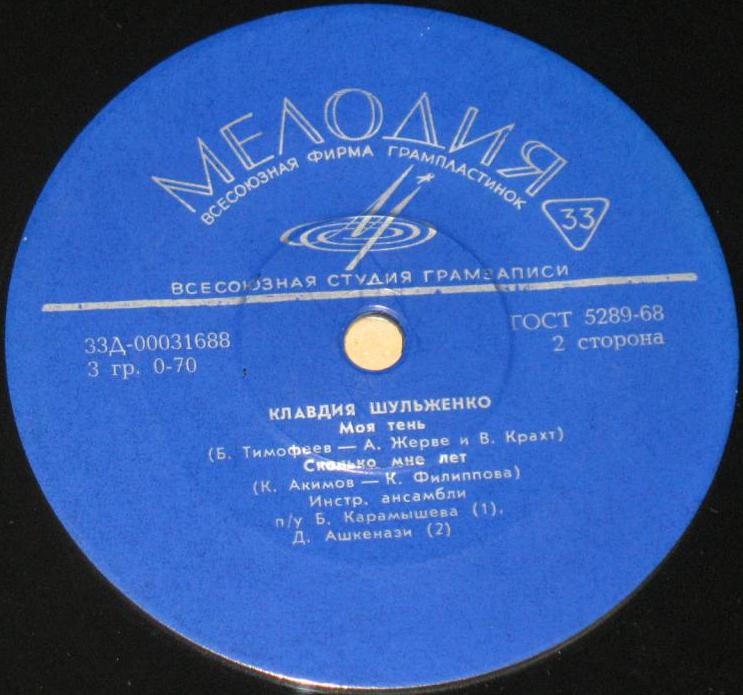 МЕЛОДИЯ
ВСЕСОЮЗНАЯ ФИРМА ГРАМПЛАСТИНОК
33
ВСЕСОЮЗНАЯ СТУДИЯ ГРАМЗАПИСИ
33Д-00031688
3 гр. 0-70
ГОСТ 5289-68
2 сторона
КЛАВДИЯ ШУЛЬЖЕНКО
Моя тень
(Б. Тимофеев — А. Жерве и В. Крахт)
Сколько мне лет
(К. Акимов — К. Филиппова)
Инстр. ансамбли
п/у Б. Карамышева (1),
Д. Ашкенази (2)